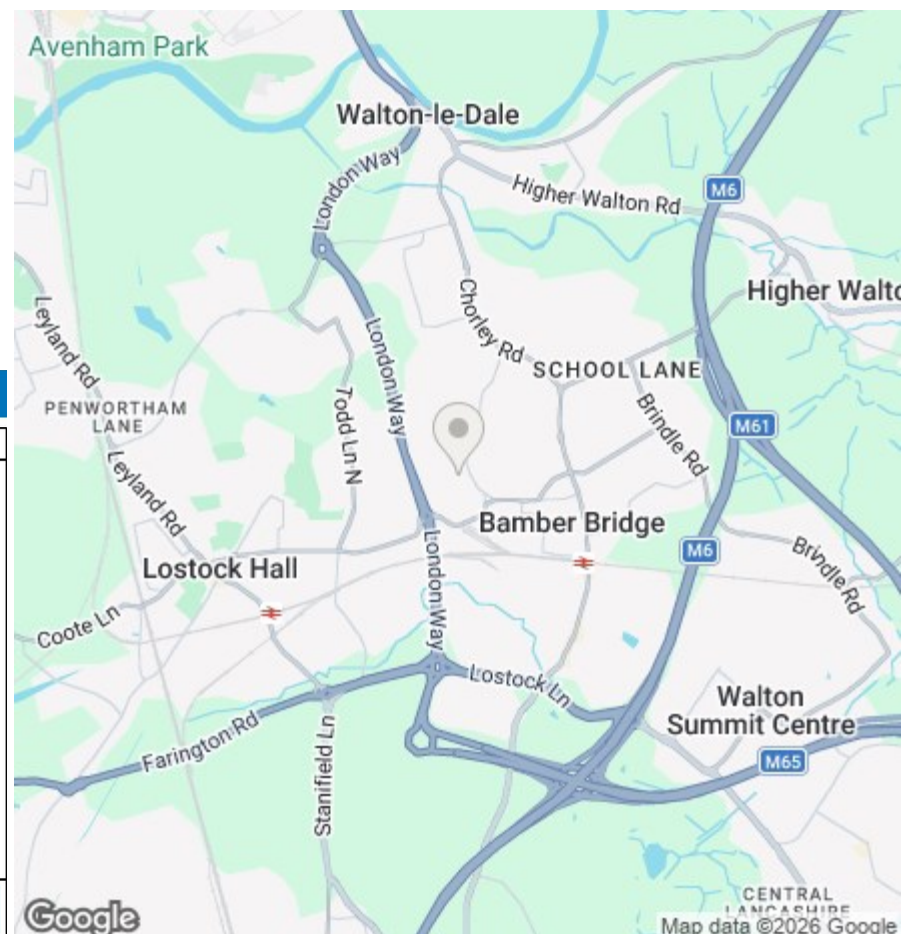 Avenham Park
Walton-le-Dale
London Way
Higher Walton Rd
M6
Higher Walto
Leyland Rd
London Way
Chorley Rd
SCHOOL LANE
PENWORTHAM
LANE
Todd Ln N
Brindle Rd
M61
Leyland Rd
Bamber Bridge
M6
Lostock Hall
London Way
Brindle Rd
Coote Ln
Lostock Ln
Walton
Summit Centre
Farington Rd
Stanifield Ln
M65
CENTRAL
LANCASHIRE
Google
Map data ©2026 Google